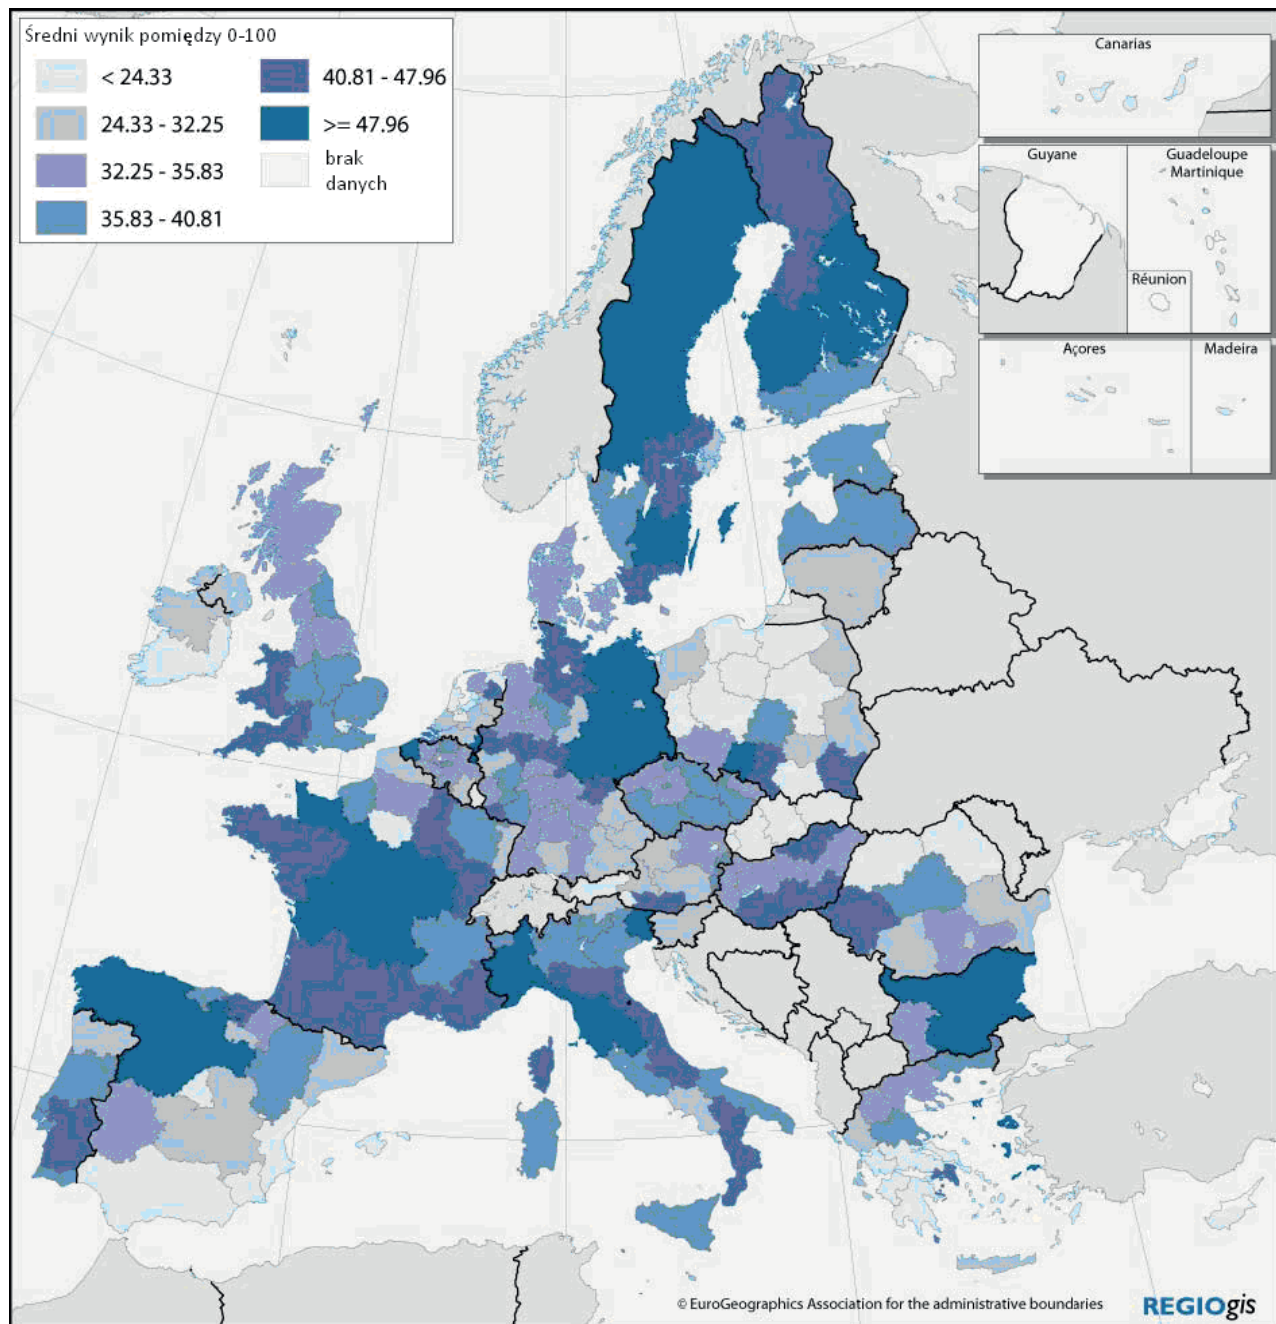 Średni wynik pomiędzy 0-100
< 24.33
24.33 - 32.25
32.25 - 35.83
35.83 - 40.81
40.81 - 47.96
>= 47.96
brak
danych
Canarias
Guyane
Guadeloupe
Martinique
Réunion
Açores
Madeira
© EuroGeographics Association for the administrative boundaries
REGIOgis